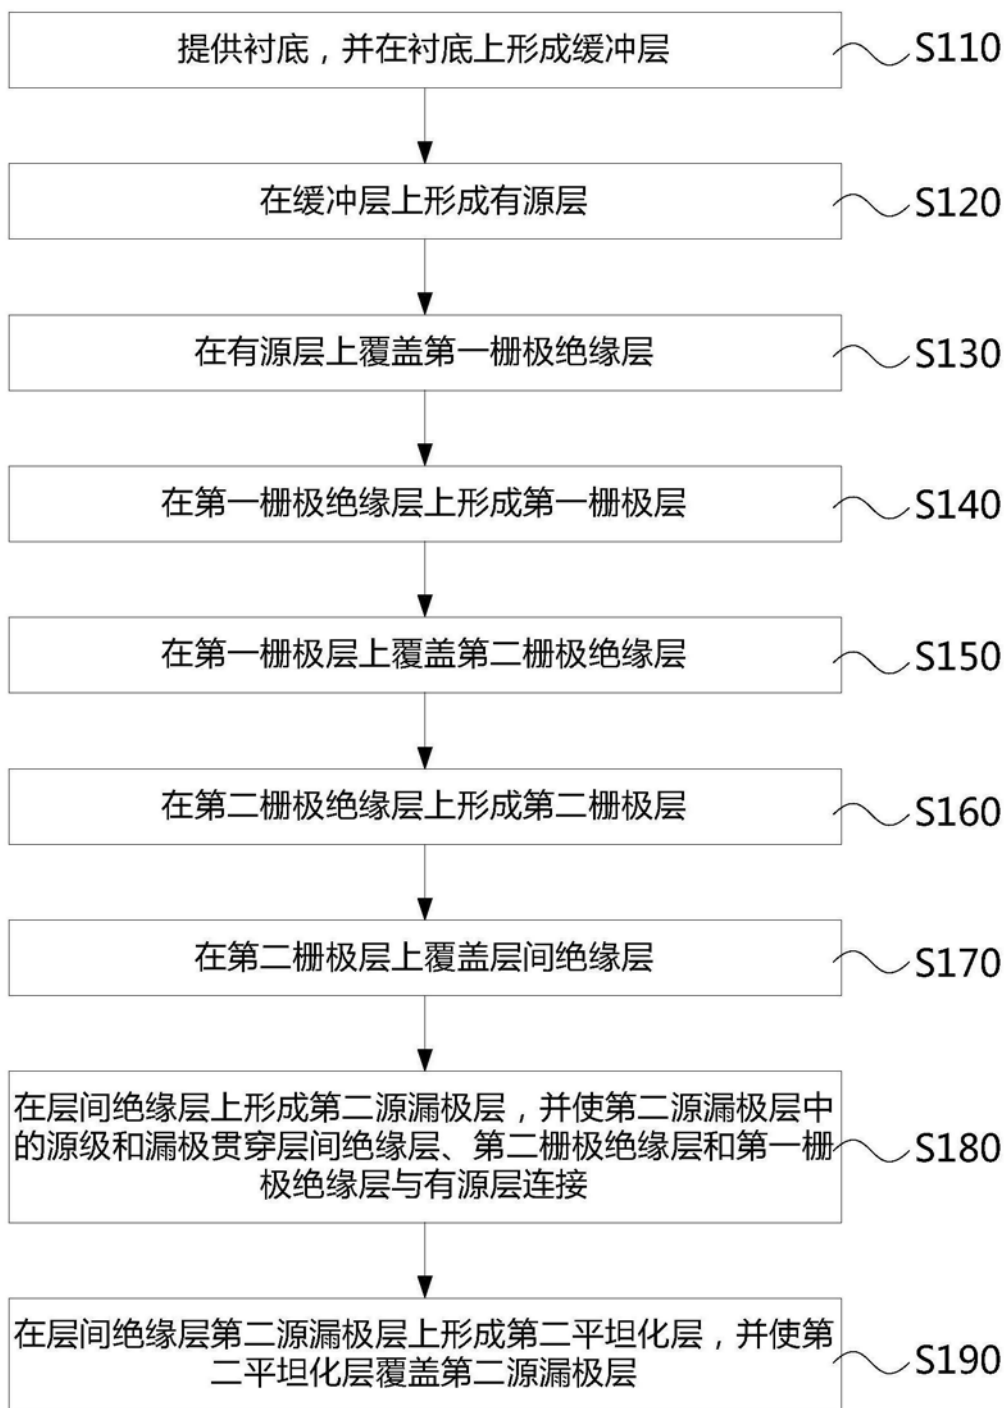 提供衬底，并在衬底上形成缓冲层
S110
在缓冲层上形成有源层
S120
在有源层上覆盖第一栅极绝缘层
S130
在第一栅极绝缘层上形成第一栅极层
S140
在第一栅极层上覆盖第二栅极绝缘层
S150
在第二栅极绝缘层上形成第二栅极层
S160
在第二栅极层上覆盖层间绝缘层
S170
在层间绝缘层上形成第二源漏极层，并使第二源漏极层中
的源级和漏极贯穿层间绝缘层、第二栅极绝缘层和第一栅
极绝缘层与有源层连接
S180
在层间绝缘层第二源漏极层上形成第二平坦化层，并使第
二平坦化层覆盖第二源漏极层
S190